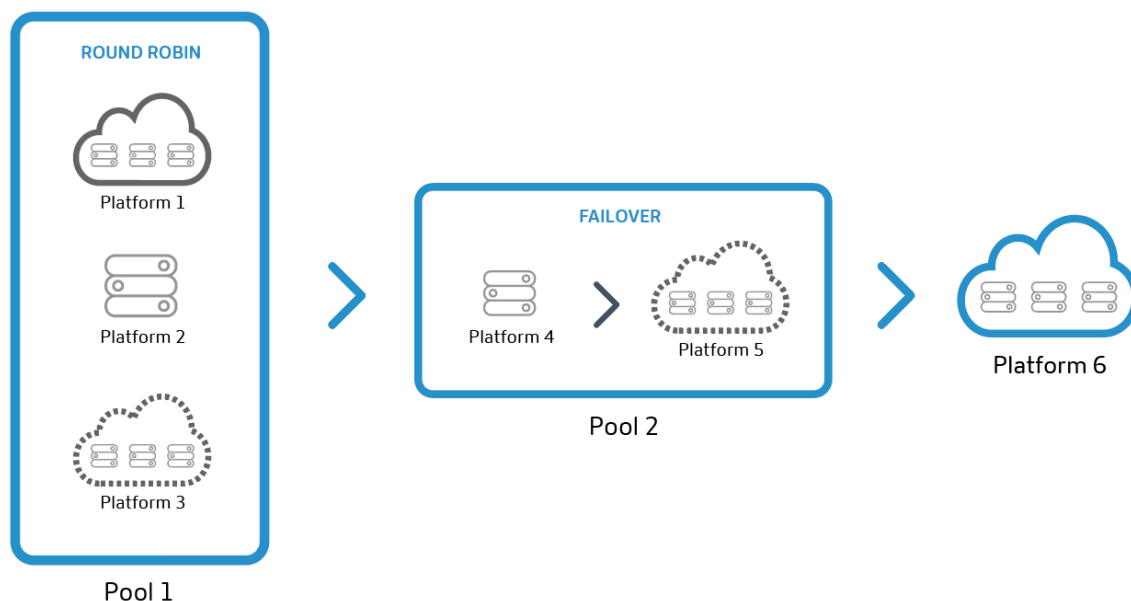 ROUND ROBIN
Platform 1
Platform 2
Platform 3
Pool 1
FAILOVER
Platform 4
Platform 5
Pool 2
Platform 6